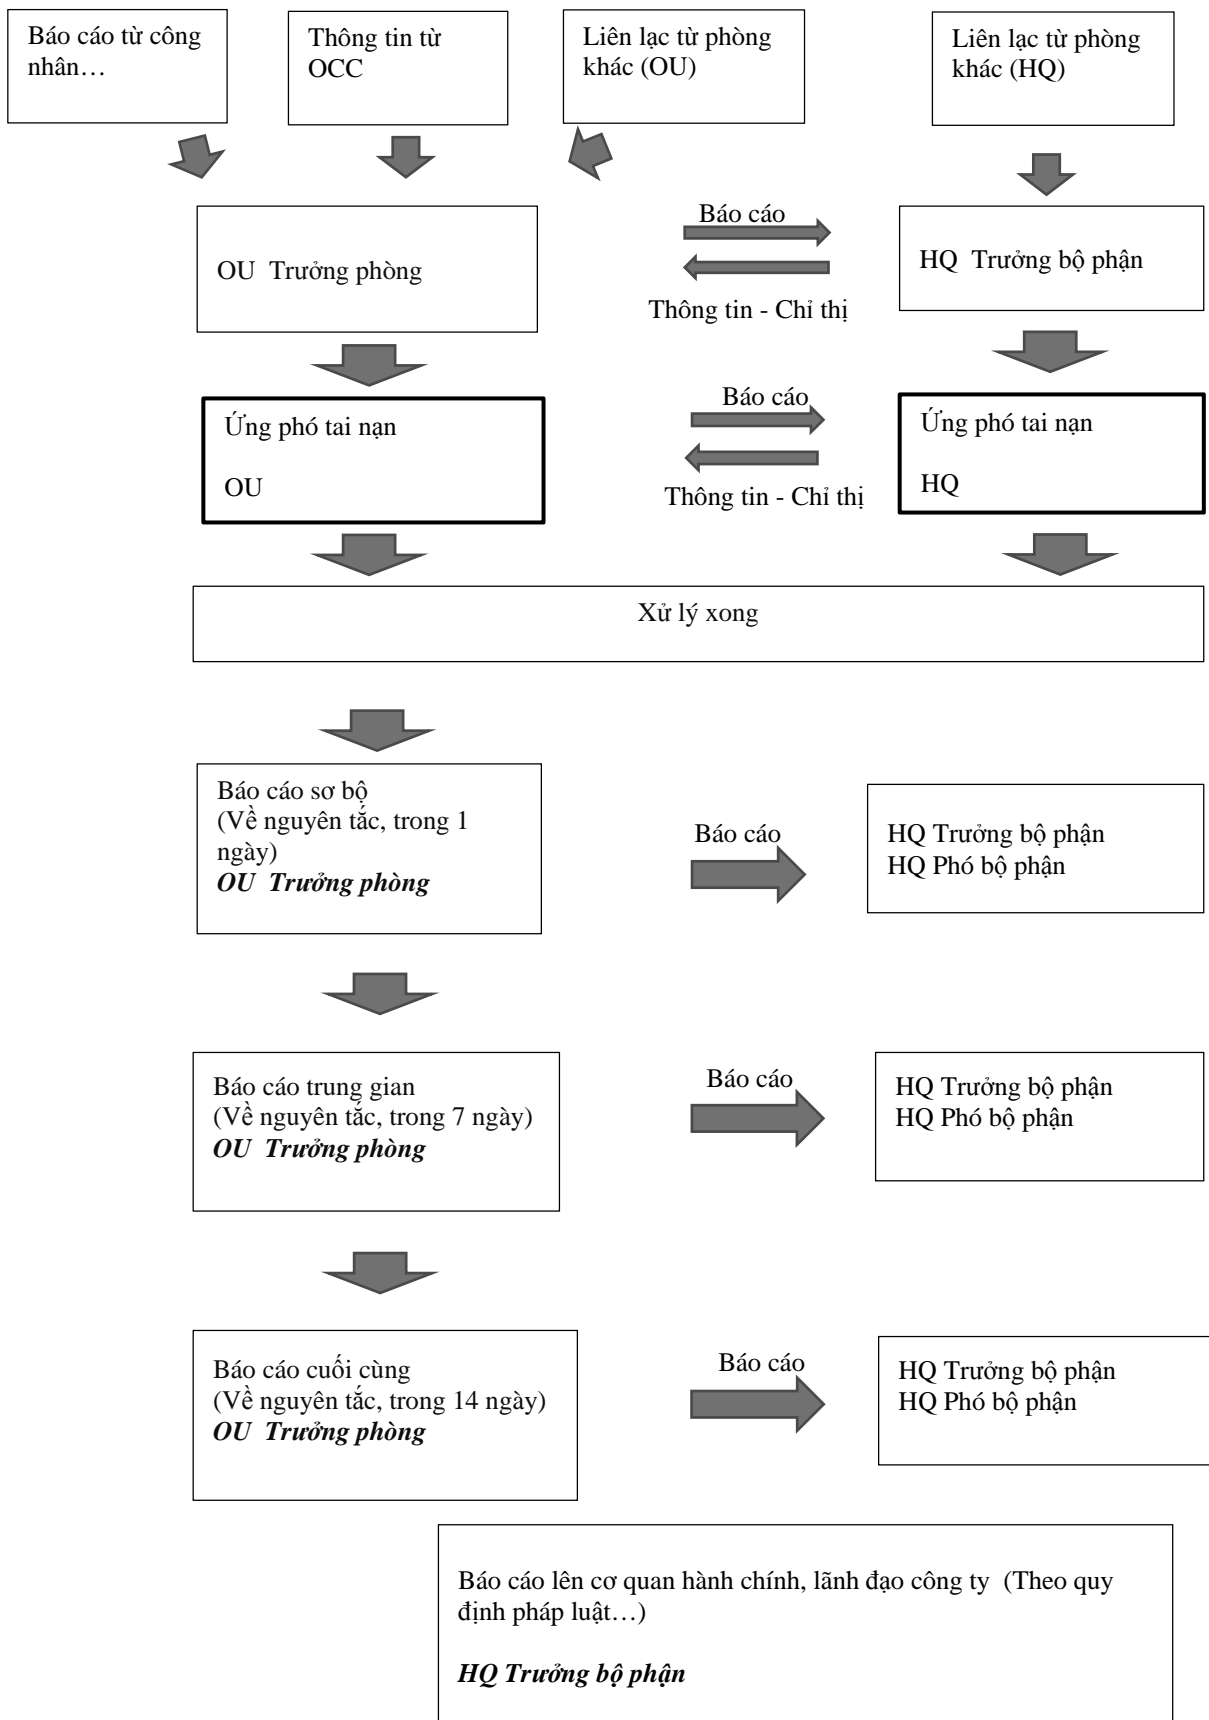 Báo cáo từ công
nhân…
Thông tin từ
OCC
Liên lạc từ phòng
khác (OU)
Liên lạc từ phòng
khác (HQ)
OU Trưởng phòng
Báo cáo
Thông tin - Chỉ thị
HQ Trưởng bộ phận
Ứng phó tai nạn
OU
Báo cáo
Thông tin - Chỉ thị
Ứng phó tai nạn
HQ
Xử lý xong
Báo cáo sơ bộ
(Về nguyên tắc, trong 1
ngày)
OU Trưởng phòng
Báo cáo
HQ Trưởng bộ phận
HQ Phó bộ phận
Báo cáo trung gian
(Về nguyên tắc, trong 7 ngày)
OU Trưởng phòng
Báo cáo
HQ Trưởng bộ phận
HQ Phó bộ phận
Báo cáo cuối cùng
(Về nguyên tắc, trong 14 ngày)
OU Trưởng phòng
Báo cáo
HQ Trưởng bộ phận
HQ Phó bộ phận
Báo cáo lên cơ quan hành chính, lãnh đạo công ty (Theo quy
định pháp luật…)
HQ Trưởng bộ phận